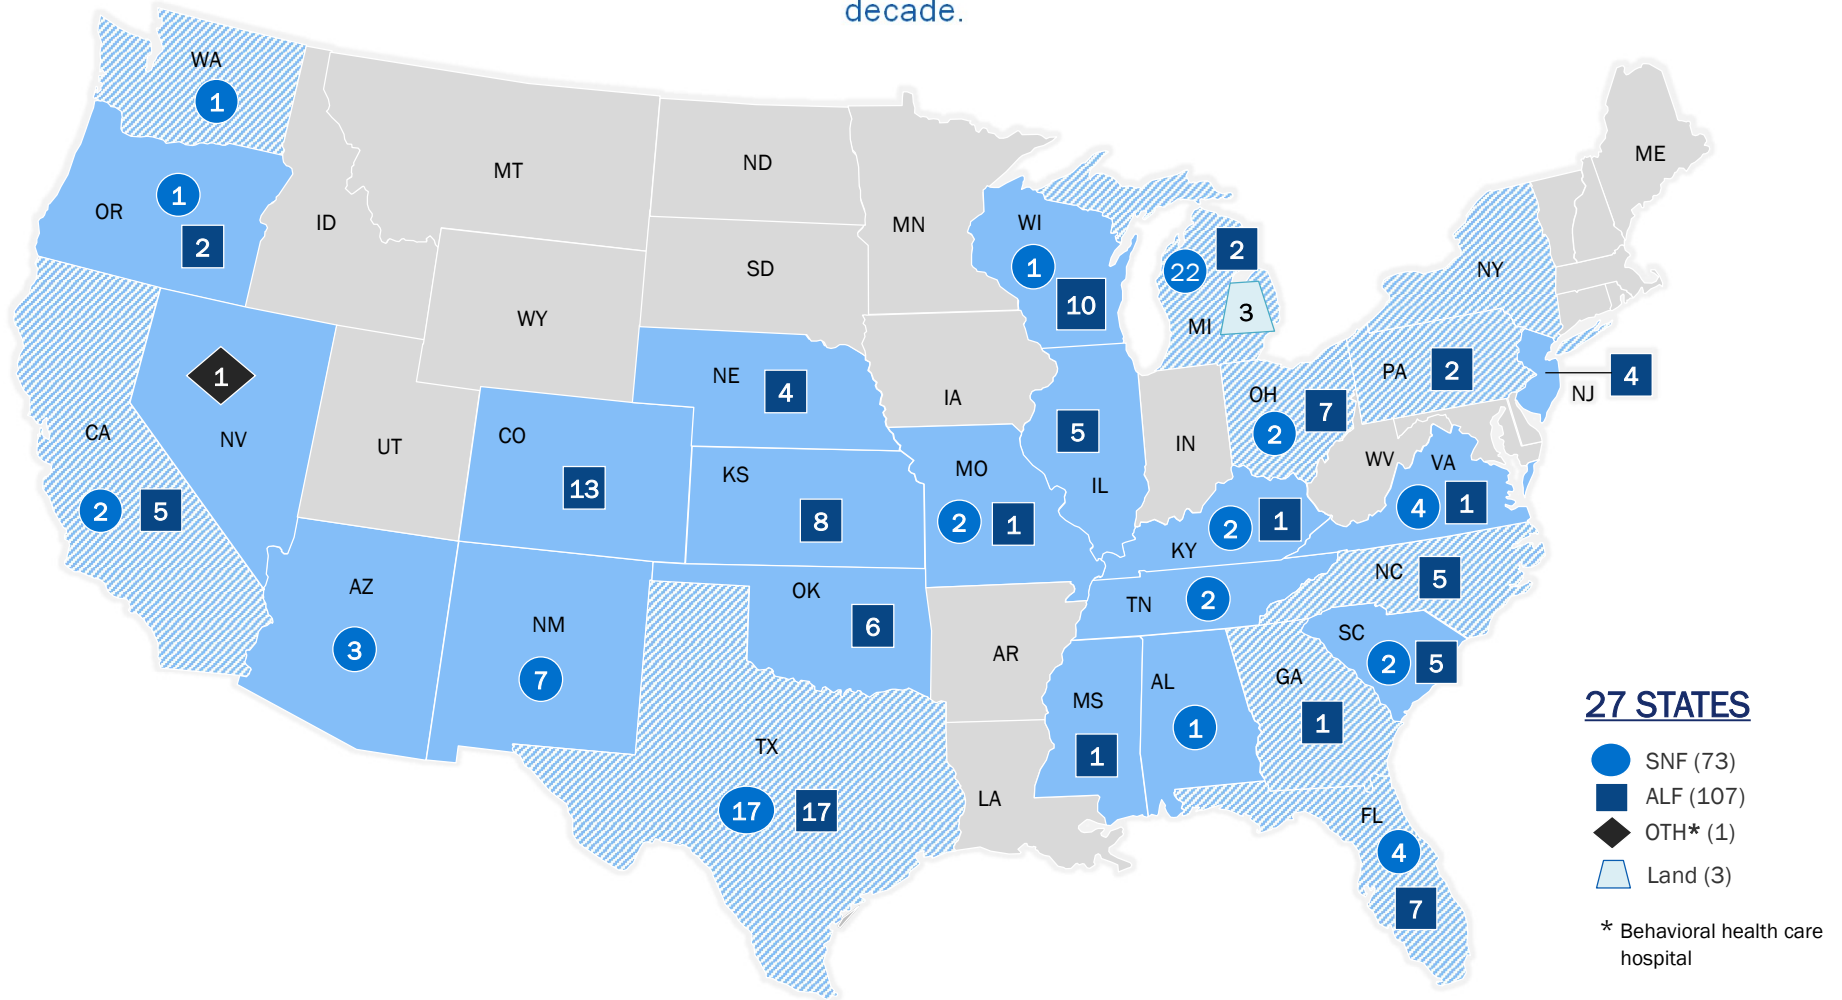 decade.
WA
1
MT
ND
ME
OR
1
2
ID
MN
WI
1
10
SD
22
2
MI
3
NY
WY
NV
1
NE
4
IA
PA
2
NJ
4
OH
2
7
CA
2
5
UT
CO
13
KS
8
MO
2
1
IL
5
IN
WV
VA
4
1
KY
2
1
AZ
3
NM
7
OK
6
AR
TN
2
NC
5
SC
2
5
MS
1
AL
1
GA
1
TX
17
17
LA
FL
4
7
27 STATES
SNF (73)
ALF (107)
OTH* (1)
Land (3)
* Behavioral health care
hospital